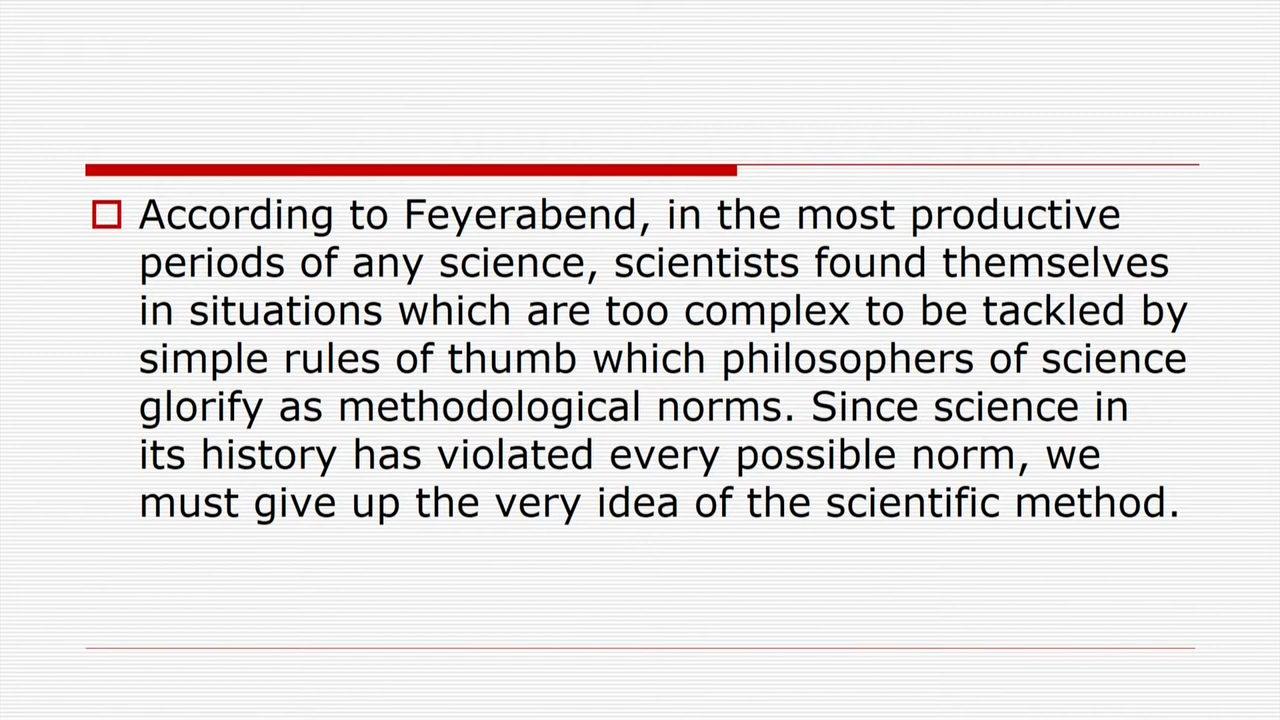 According to Feyerabend, in the most productive
periods of any science, scientists found themselves
in situations which are too complex to be tackled by
simple rules of thumb which philosophers of science
glorify as methodological norms. Since science in
its history has violated every possible norm, we
must give up the very idea of the scientific method.